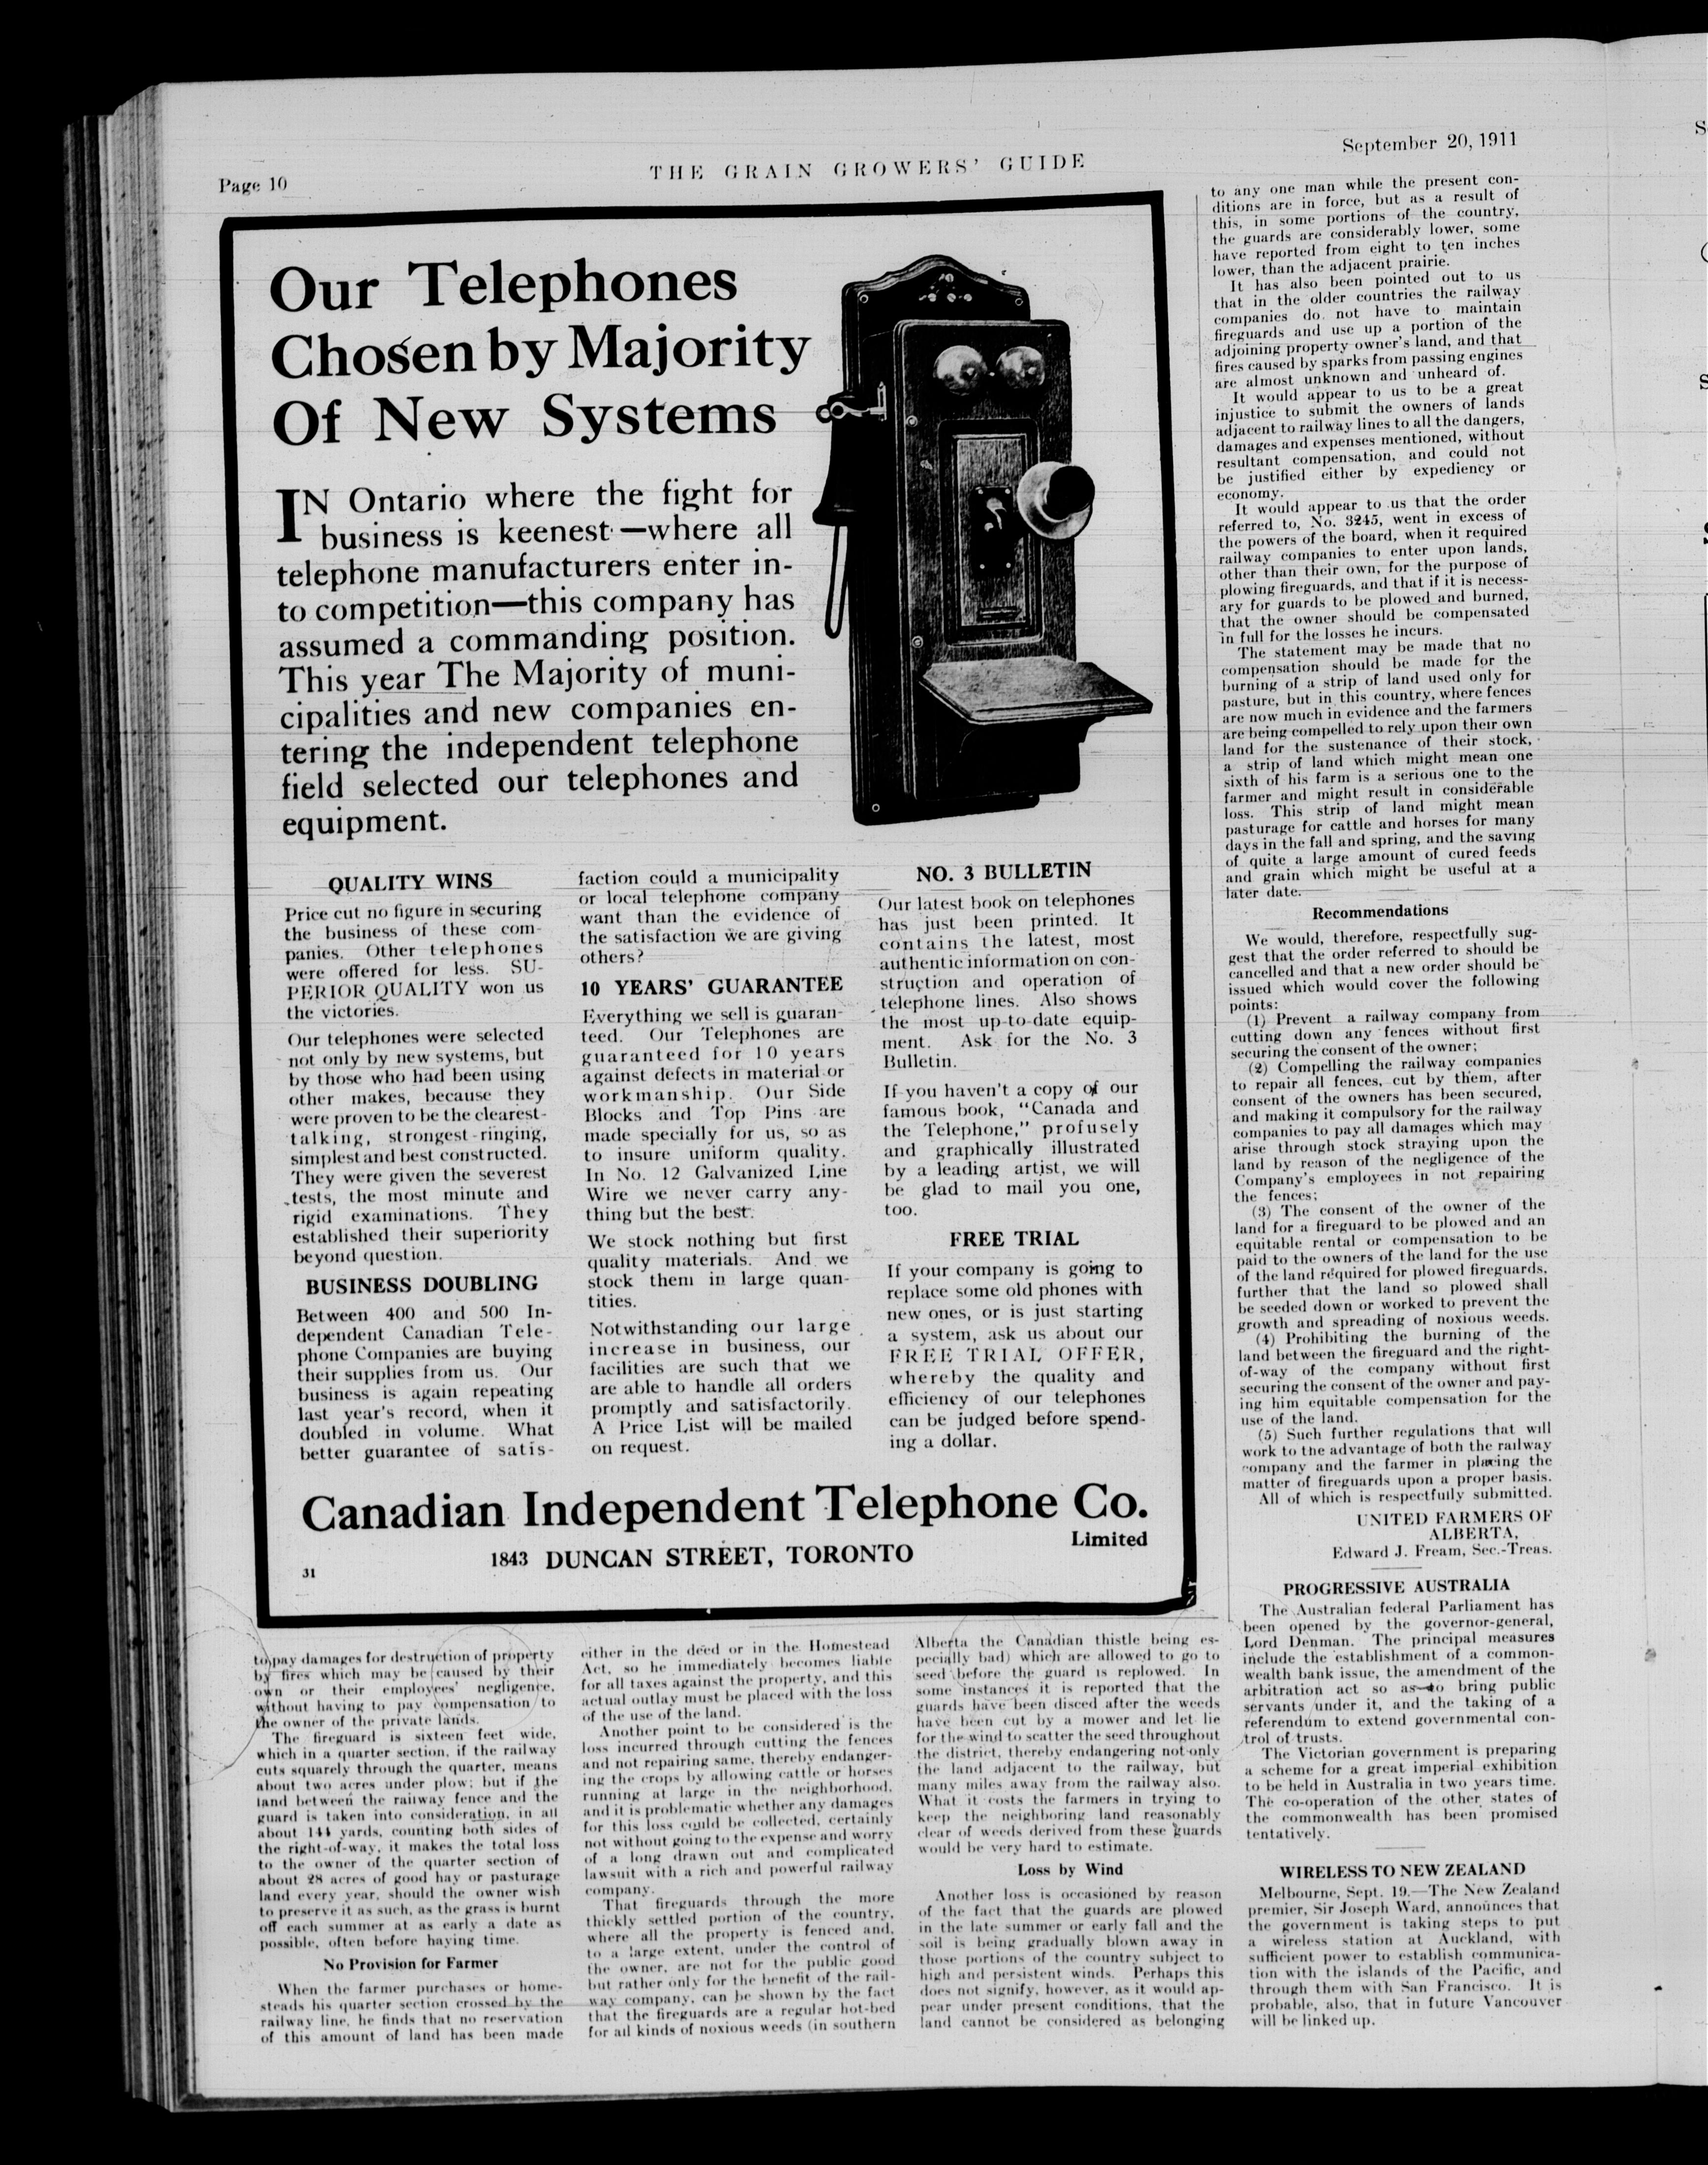 Page 10
THE GRAIN GROWERS' GUIDE
September 20, 1911
Our Telephones
Chosen by Majority
Of New Systems
IN Ontario where the fight for
business is keenest—where all
telephone manufacturers enter in-
to competition—this company has
assumed a commanding position.
This year The Majority of muni-
cipalities and new companies en-
tering the independent telephone
field selected our telephones and
equipment.
QUALITY WINS
Price cut no figure in securing
the business of these com-
panies. Other telephones
were offered for less. SU-
PERIOR QUALITY won us
the victories.
Our telephones were selected
not only by new systems, but
by those who had been using
other makes, because they
were proven to be the clearest-
talking, strongest-ringing,
simplest and best constructed.
They were given the severest
tests, the most minute and
rigid examinations. They
established their superiority
beyond question.
BUSINESS DOUBLING
Between 400 and 500 In-
dependent Canadian Tele-
phone Companies are buying
their supplies from us. Our
business is again repeating
last year's record, when it
doubled in volume. What
better guarantee of satis-
faction could a municipality
or local telephone company
want than the evidence of
the satisfaction we are giving
others?
10 YEARS' GUARANTEE
Everything we sell is guaran-
teed. Our Telephones are
guaranteed for 10 years
against defects in material or
workmanship. Our Side
Blocks and Top Pins are
made specially for us, so as
to insure uniform quality.
In No. 12 Galvanized Line
Wire we never carry any-
thing but the best.
We stock nothing but first
quality materials. And we
stock them in large quan-
tities.
Notwithstanding our large
increase in business, our
facilities are such that we
are able to handle all orders
promptly and satisfactorily.
A Price List will be mailed
on request.
NO. 3 BULLETIN
Our latest book on telephones
has just been printed. It
contains the latest, most
authentic information on con-
struction and operation of
telephone lines. Also shows
the most up-to-date equip-
ment. Ask for the No. 3
Bulletin.
If you haven't a copy of our
famous book, "Canada and
the Telephone," profusely
and graphically illustrated
by a leading artist, we will
be glad to mail you one,
too.
FREE TRIAL
If your company is going to
replace some old phones with
new ones, or is just starting
a system, ask us about our
FREE TRIAL OFFER,
whereby the quality and
efficiency of our telephones
can be judged before spend-
ing a dollar.
Canadian Independent Telephone Co.
Limited
1843 DUNCAN STREET, TORONTO
31
to pay damages for destruction of property
by fires which may be caused by their
own or their employees' negligence,
without having to pay compensation to
the owner of the private lands.
The fireguard is sixteen feet wide,
which in a quarter section, if the railway
cuts squarely through the quarter, means
about two acres under plow; but if the
land between the railway fence and the
guard is taken into consideration, in all
about 144 yards, counting both sides of
the right-of-way, it makes the total loss
to the owner of the quarter section of
about 28 acres of good hay or pasturage
land every year, should the owner wish
to preserve it as such, as the grass is burnt
off each summer at as early a date as
possible, often before haying time.
No Provision for Farmer
When the farmer purchases or home-
steads his quarter section crossed by the
railway line, he finds that no reservation
of this amount of land has been made
either in the deed or in the Homestead
Act, so he immediately becomes liable
for all taxes against the property, and this
actual outlay must be placed with the loss
of the use of the land.
Another point to be considered is the
loss incurred through cutting the fences
and not repairing same, thereby endanger-
ing the crops by allowing cattle or horses
running at large in the neighborhood,
and it is problematic whether any damages
for this loss could be collected, certainly
not without going to the expense and worry
of a long drawn out and complicated
lawsuit with a rich and powerful railway
company.
That fireguards through the more
thickly settled portion of the country,
where all the property is fenced and,
to a large extent, under the control of
the owner, are not for the public good
but rather only for the benefit of the rail-
way company, can be shown by the fact
that the fireguards are a regular hot-bed
for all kinds of noxious weeds (in southern
Alberta the Canadian thistle being es-
pecially bad) which are allowed to go to
seed before the guard is replowed. In
some instances it is reported that the
guards have been disced after the weeds
have been cut by a mower and let lie
for the wind to scatter the seed throughout
the district, thereby endangering not only
the land adjacent to the railway, but
many miles away from the railway also.
What it costs the farmers in trying to
keep the neighboring land reasonably
clear of weeds derived from these guards
would be very hard to estimate.
Loss by Wind
Another loss is occasioned by reason
of the fact that the guards are plowed
in the late summer or early fall and the
soil is being gradually blown away in
those portions of the country subject to
high and persistent winds. Perhaps this
does not signify, however, as it would ap-
pear under present conditions, that the
land cannot be considered as belonging
to any one man while the present con-
ditions are in force, but as a result of
this, in some portions of the country,
the guards are considerably lower, some
have reported from eight to ten inches
lower, than the adjacent prairie.
It has also been pointed out to us
that in the older countries the railway
companies do not have to maintain
fireguards and use up a portion of the
adjoining property owner's land, and that
fires caused by sparks from passing engines
are almost unknown and unheard of.
It would appear to us to be a great
injustice to submit the owners of lands
adjacent to railway lines to all the dangers,
damages and expenses mentioned, without
resultant compensation, and could not
be justified either by expediency or
economy.
It would appear to us that the order
referred to, No. 3245, went in excess of
the powers of the board, when it required
railway companies to enter upon lands,
other than their own, for the purpose of
plowing fireguards, and that if it is necess-
ary for guards to be plowed and burned,
that the owner should be compensated
in full for the losses he incurs.
The statement may be made that no
compensation should be made for the
burning of a strip of land used only for
pasture, but in this country, where fences
are now much in evidence and the farmers
are being compelled to rely upon their own
land for the sustenance of their stock,
a strip of land which might mean one
sixth of his farm is a serious one to the
farmer and might result in considerable
loss. This strip of land might mean
pasturage for cattle and horses for many
days in the fall and spring, and the saving
of quite a large amount of cured feeds
and grain which might be useful at a
later date.
Recommendations
We would, therefore, respectfully sug-
gest that the order referred to should be
cancelled and that a new order should be
issued which would cover the following
points:
(1) Prevent a railway company from
cutting down any fences without first
securing the consent of the owner;
(2) Compelling the railway companies
to repair all fences, cut by them, after
consent of the owners has been secured,
and making it compulsory for the railway
companies to pay all damages which may
arise through stock straying upon the
land by reason of the negligence of the
Company's employees in not repairing
the fences;
(3) The consent of the owner of the
land for a fireguard to be plowed and an
equitable rental or compensation to be
paid to the owners of the land for the use
of the land required for plowed fireguards,
further that the land so plowed shall
be seeded down or worked to prevent the
growth and spreading of noxious weeds.
(4) Prohibiting the burning of the
land between the fireguard and the right-
of-way of the company without first
securing the consent of the owner and pay-
ing him equitable compensation for the
use of the land.
(5) Such further regulations that will
work to the advantage of both the railway
company and the farmer in placing the
matter of fireguards upon a proper basis.
All of which is respectfully submitted.
UNITED FARMERS OF
ALBERTA,
Edward J. Fream, Sec.-Treas.
PROGRESSIVE AUSTRALIA
The Australian federal Parliament has
been opened by the governor-general,
Lord Denman. The principal measures
include the establishment of a common-
wealth bank issue, the amendment of the
arbitration act so as to bring public
servants under it, and the taking of a
referendum to extend governmental con-
trol of trusts.
The Victorian government is preparing
a scheme for a great imperial exhibition
to be held in Australia in two years time.
The co-operation of the other states of
the commonwealth has been promised
tentatively.
WIRELESS TO NEW ZEALAND
Melbourne, Sept. 19.—The New Zealand
premier, Sir Joseph Ward, announces that
the government is taking steps to put
a wireless station at Auckland, with
sufficient power to establish communica-
tion with the islands of the Pacific, and
through them with San Francisco. It is
probable, also, that in future Vancouver
will be linked up.